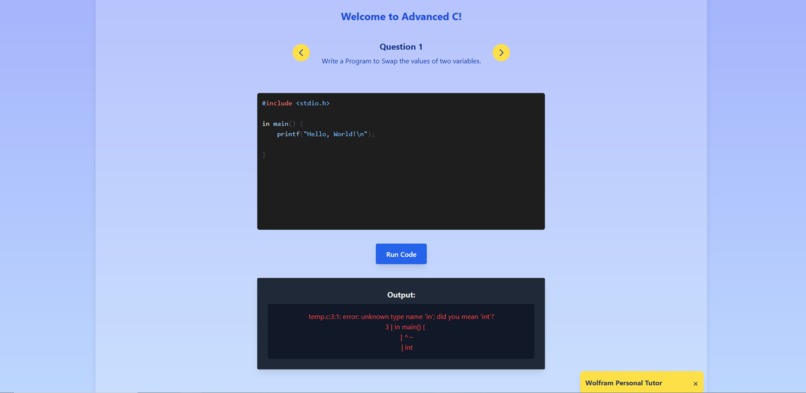 Welcome to Advanced C!
Question 1
Write a Program to Swap the values of two variables.
#include <stdio.h>
in main() {
printf("Hello, World!\n");
}
Run Code
Output:
temp.c:3:1: error: unknown type name 'in'; did you mean 'int'?
3 | in main() {
| ^~
| int
Wolfram Personal Tutor ×